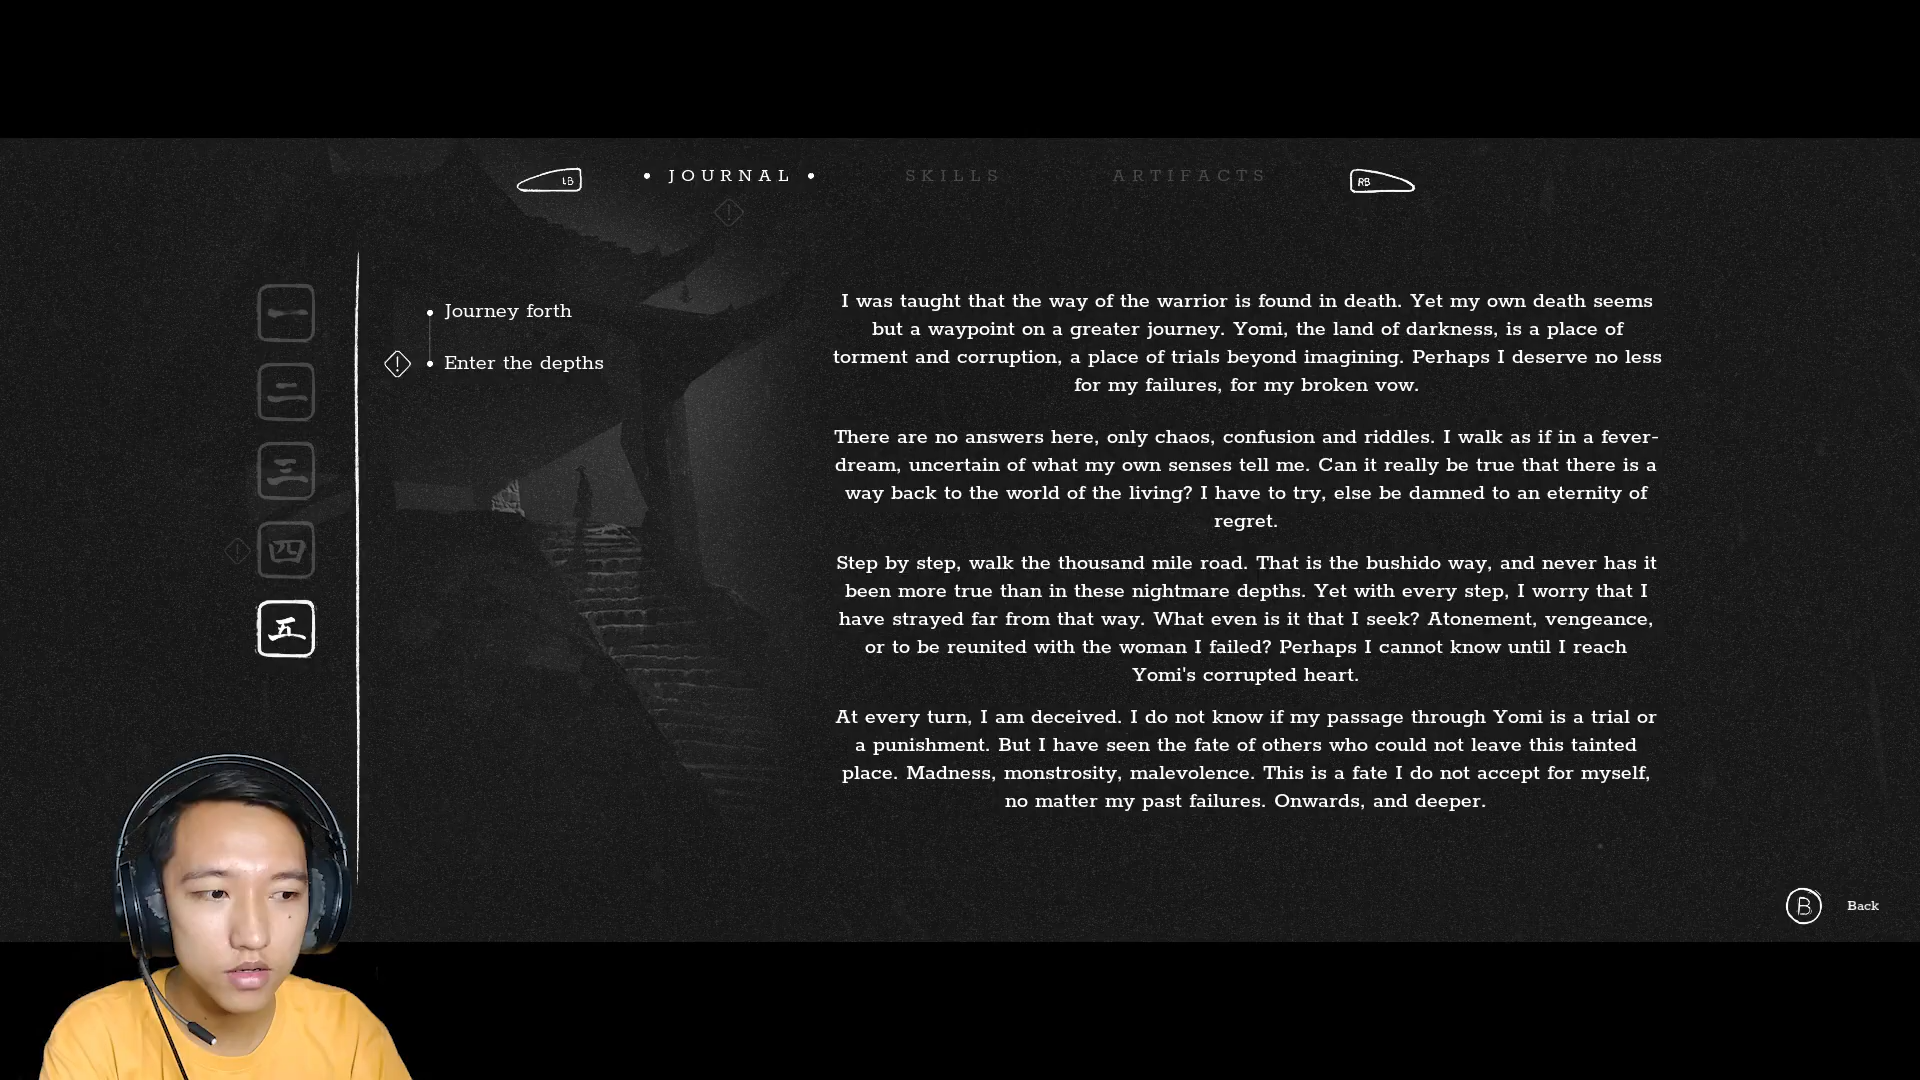 LB
• JOURNAL •
SKILLS
ARTIFACTS
RB
!
一
二
三
! 四
五
• Journey forth
! • Enter the depths
I was taught that the way of the warrior is found in death. Yet my own death seems
but a waypoint on a greater journey. Yomi, the land of darkness, is a place of
torment and corruption, a place of trials beyond imagining. Perhaps I deserve no less
for my failures, for my broken vow.
There are no answers here, only chaos, confusion and riddles. I walk as if in a fever-
dream, uncertain of what my own senses tell me. Can it really be true that there is a
way back to the world of the living? I have to try, else be damned to an eternity of
regret.
Step by step, walk the thousand mile road. That is the bushido way, and never has it
been more true than in these nightmare depths. Yet with every step, I worry that I
have strayed far from that way. What even is it that I seek? Atonement, vengeance,
or to be reunited with the woman I failed? Perhaps I cannot know until I reach
Yomi's corrupted heart.
At every turn, I am deceived. I do not know if my passage through Yomi is a trial or
a punishment. But I have seen the fate of others who could not leave this tainted
place. Madness, monstrosity, malevolence. This is a fate I do not accept for myself,
no matter my past failures. Onwards, and deeper.
B Back